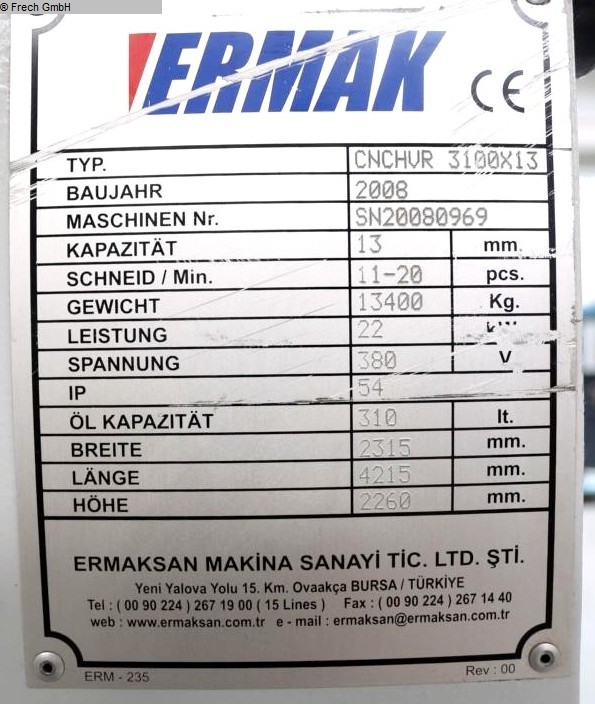 © Frech GmbH
ERMAK
CE
TYP. CNCHVR 3100X13
BAUJAHR 2008
MASCHINEN Nr. SN20080969
KAPAZITÄT 13 mm.
SCHNEID / Min. 11-20 pcs.
GEWICHT 13400 Kg.
LEISTUNG 22 kW
SPANNUNG 380 V
IP 54
ÖL KAPAZITÄT 310 lt.
BREITE 2315 mm.
LÄNGE 4215 mm.
HÖHE 2260 mm.
ERMAKSAN MAKİNA SANAYİ TİC. LTD. ŞTİ.
Yeni Yalova Yolu 15. Km. Ovaakça BURSA / TÜRKİYE
Tel : ( 00 90 224 ) 267 19 00 ( 15 Lines ) Fax : ( 00 90 224 ) 267 14 40
web : www.ermaksan.com.tr e - mail : ermaksan@ermaksan.com.tr
ERM - 235 Rev : 00